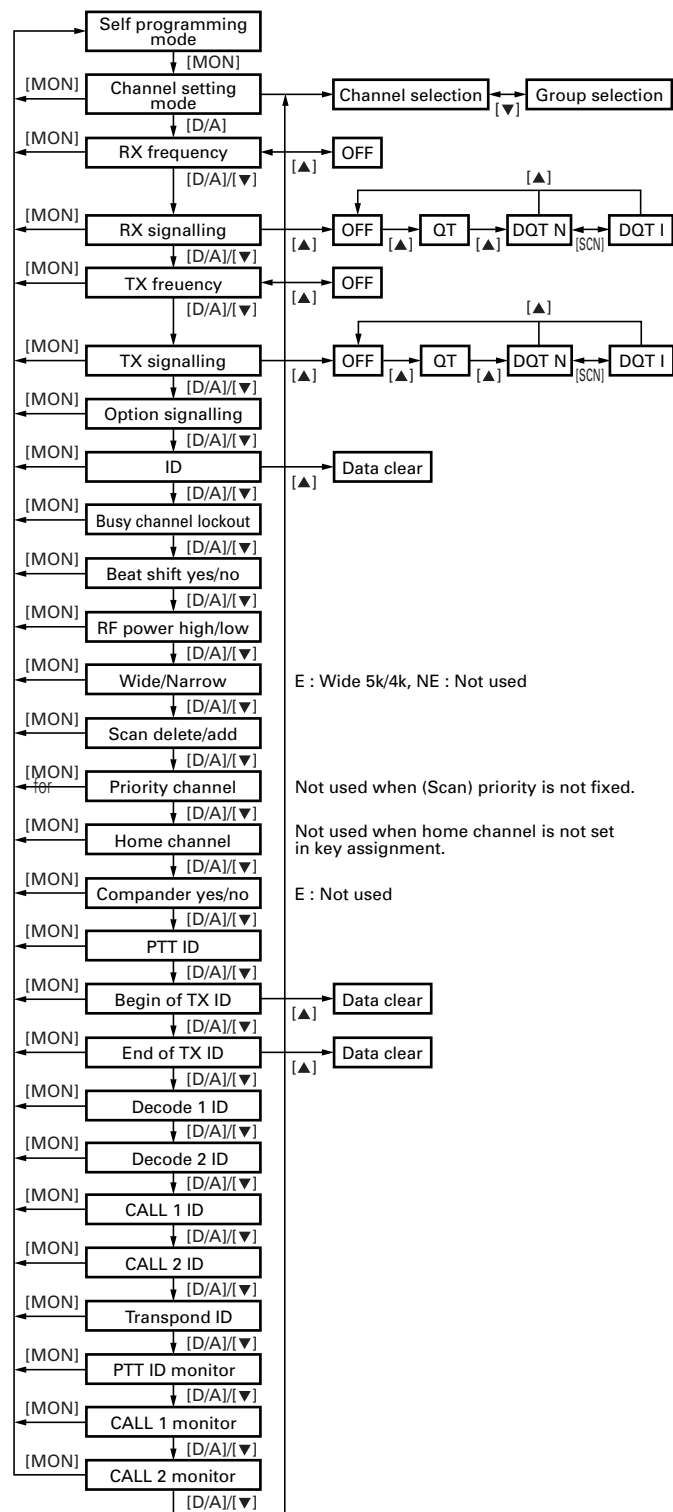 Self programming
mode
[MON]
[MON] Channel setting
mode
Channel selection
[▼]
Group selection
[D/A]
[MON] RX frequency
[▲]
OFF
[D/A]/[▼]
[▲]
[MON] RX signalling
[▲]
OFF
[▲]
QT
[▲]
DQT N
[SCN]
DQT I
[D/A]/[▼]
[MON] TX freuency
[▲]
OFF
[D/A]/[▼]
[▲]
[MON] TX signalling
[▲]
OFF
[▲]
QT
[▲]
DQT N
[SCN]
DQT I
[D/A]/[▼]
[MON] Option signalling
[D/A]/[▼]
[MON] ID
[▲]
Data clear
[D/A]/[▼]
[MON] Busy channel lockout
[D/A]/[▼]
[MON] Beat shift yes/no
[D/A]/[▼]
[MON] RF power high/low
[D/A]/[▼]
[MON] Wide/Narrow E : Wide 5k/4k, NE : Not used
[D/A]/[▼]
[MON] Scan delete/add
[D/A]/[▼]
[MON] Priority channel Not used when (Scan) priority is not fixed.
for
[D/A]/[▼]
[MON] Home channel
Not used when home channel is not set
in key assignment.
[D/A]/[▼]
[MON] Compander yes/no E : Not used
[D/A]/[▼]
[MON] PTT ID
[D/A]/[▼]
[MON] Begin of TX ID
[▲]
Data clear
[D/A]/[▼]
[MON] End of TX ID
[▲]
Data clear
[D/A]/[▼]
[MON] Decode 1 ID
[D/A]/[▼]
[MON] Decode 2 ID
[D/A]/[▼]
[MON] CALL 1 ID
[D/A]/[▼]
[MON] CALL 2 ID
[D/A]/[▼]
[MON] Transpond ID
[D/A]/[▼]
[MON] PTT ID monitor
[D/A]/[▼]
[MON] CALL 1 monitor
[D/A]/[▼]
[MON] CALL 2 monitor
[D/A]/[▼]